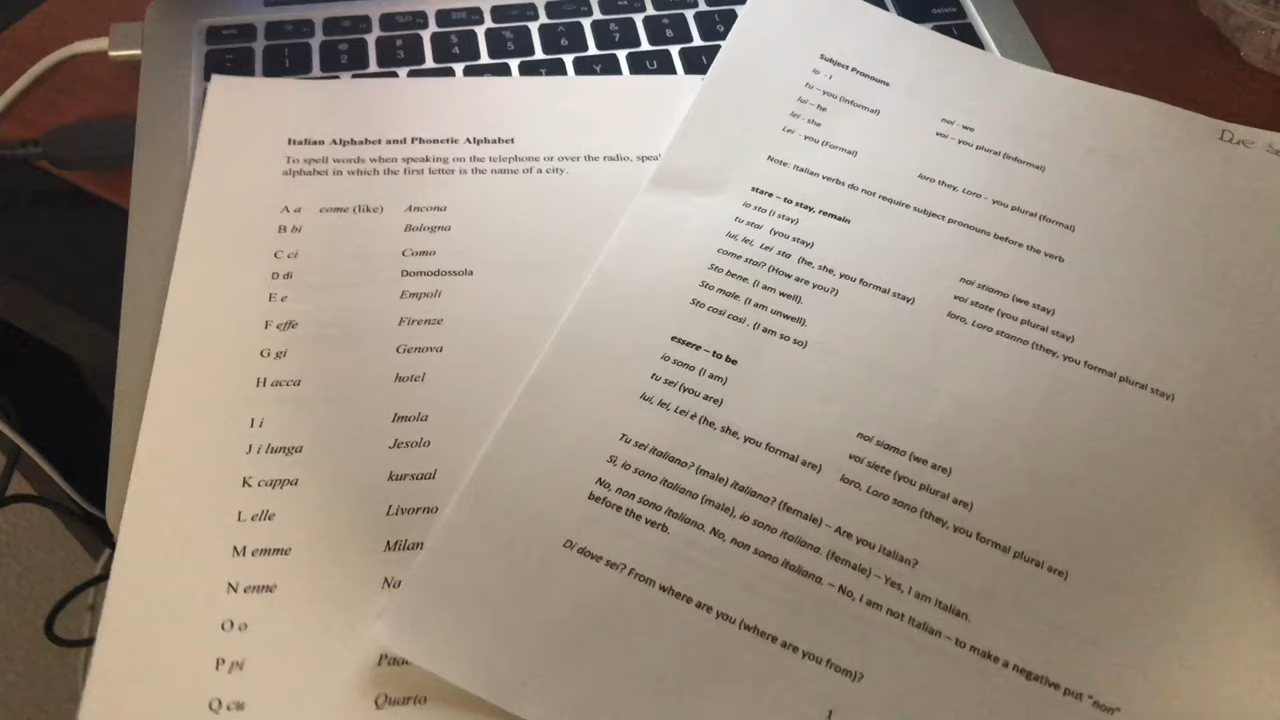 Italian Alphabet and Phonetic Alphabet
To spell words when speaking on the telephone or over the radio,
alphabet in which the first letter is the name of a city.
A a come (like) Ancona
B bi Bologna
C ci Como
D di Domodossola
E e Empoli
F effe Firenze
G gi Genova
H acca hotel
I i Imola
J i lunga Jesolo
K cappa kursaal
L elle Livorno
M emme Milan
N enne Na
O o
P pi
Q cu Quarto
Subject Pronouns
io - I
tu – you (informal)
lui – he
lei - she
Lei - you (Formal)
noi - we
voi – you plural (informal)
loro they, Loro - you plural (formal)
Note: Italian verbs do not require subject pronouns before the verb
stare – to stay, remain
io sto (I stay)
tu stai (you stay)
lui, lei, Lei sta (he, she, you formal stay)
come stai? (How are you?)
Sto bene. (I am well).
Sto male. (I am unwell).
Sto così così . (I am so so)
noi stiamo (we stay)
voi state (you plural stay)
loro, Loro stanno (they, you formal plural stay)
essere – to be
io sono (I am)
tu sei (you are)
lui, lei, Lei è (he, she, you formal are)
noi siamo (we are)
voi siete (you plural are)
loro, Loro sono (they, you formal plural are)
Tu sei italiano? (male) italiana? (female) – Are you Italian?
Sì, io sono italiano (male), io sono italiana. (female) – Yes, I am Italian.
No, non sono italiano. No, non sono italiana. – No, I am not Italian – to make a negative put "non"
before the verb.
Di dove sei? From where are you (where are you from)?
1
delete
2
3
4
5
6
7
8
9
T Y U I